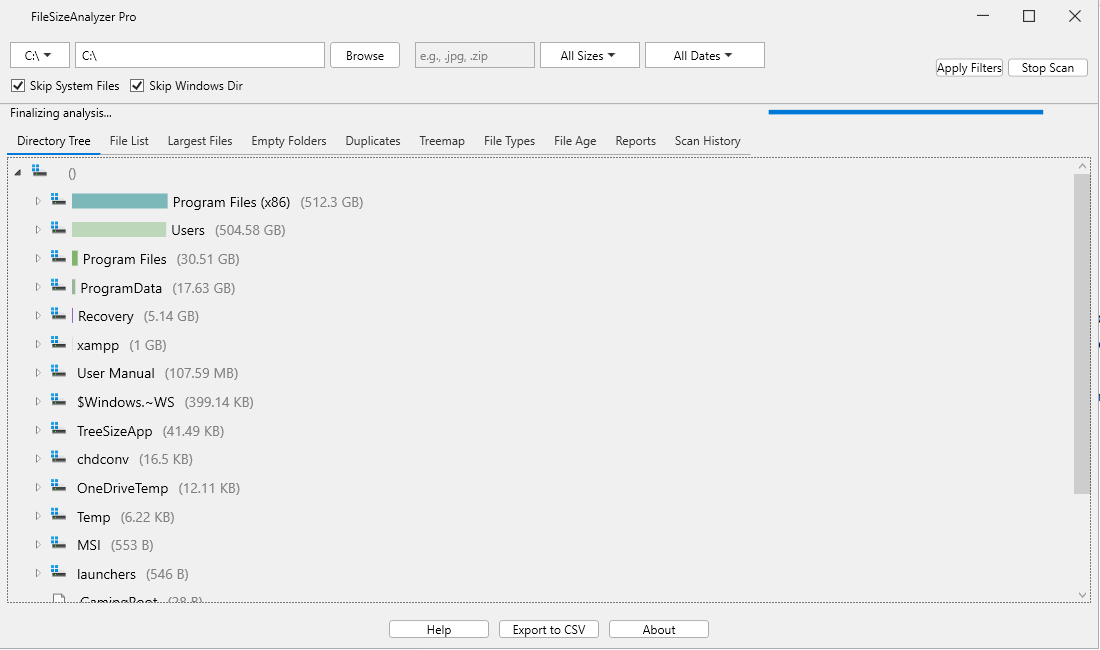 FileSizeAnalyzer Pro
C:\ C:\ Browse e.g., .jpg, .zip All Sizes All Dates Apply Filters Stop Scan
Skip System Files Skip Windows Dir
Finalizing analysis...
Directory Tree File List Largest Files Empty Folders Duplicates Treemap File Types File Age Reports Scan History
()
Program Files (x86) (512.3 GB)
Users (504.58 GB)
Program Files (30.51 GB)
ProgramData (17.63 GB)
Recovery (5.14 GB)
xampp (1 GB)
User Manual (107.59 MB)
$Windows.~WS (399.14 KB)
TreeSizeApp (41.49 KB)
chdconv (16.5 KB)
OneDriveTemp (12.11 KB)
Temp (6.22 KB)
MSI (553 B)
launchers (546 B)
.GamingRoot (28 B)
Help Export to CSV About